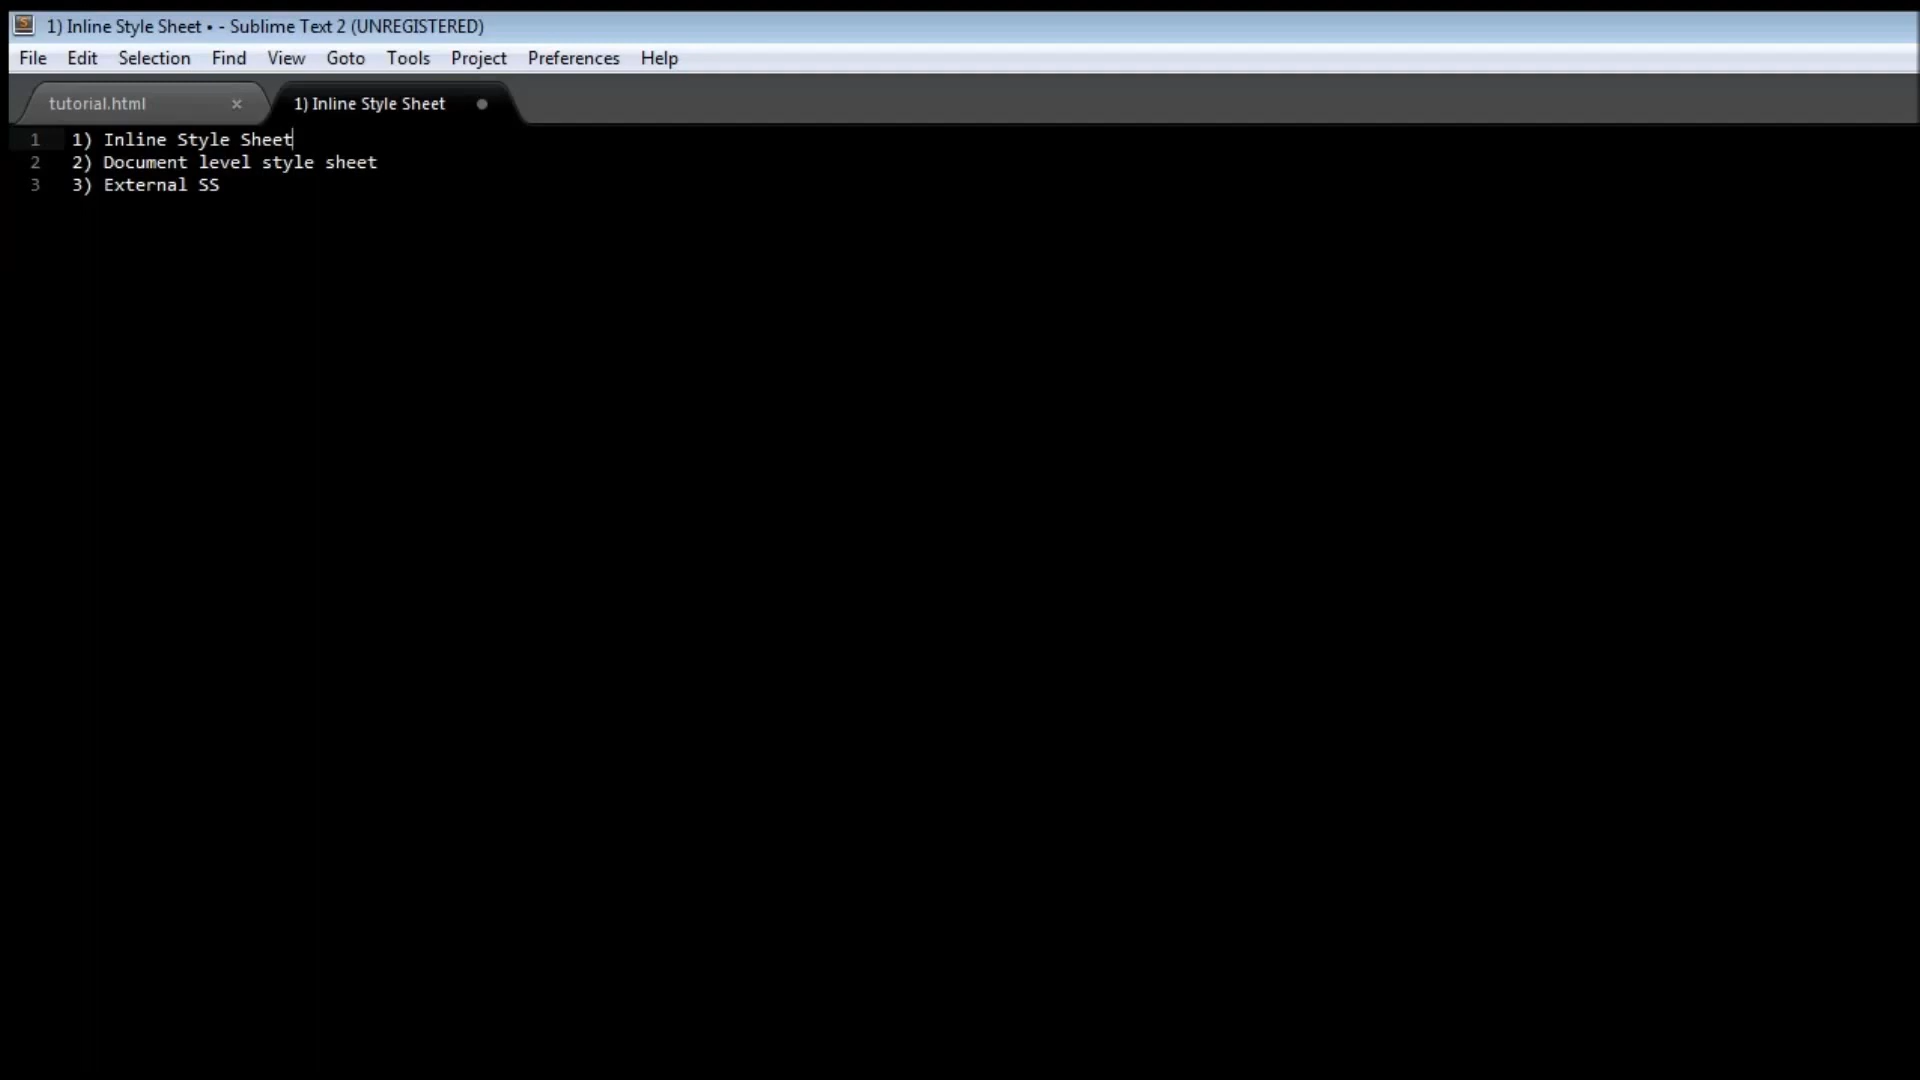 1) Inline Style Sheet • - Sublime Text 2 (UNREGISTERED)
File Edit Selection Find View Goto Tools Project Preferences Help
tutorial.html × 1) Inline Style Sheet
1 1) Inline Style Sheet
2 2) Document level style sheet
3 3) External SS